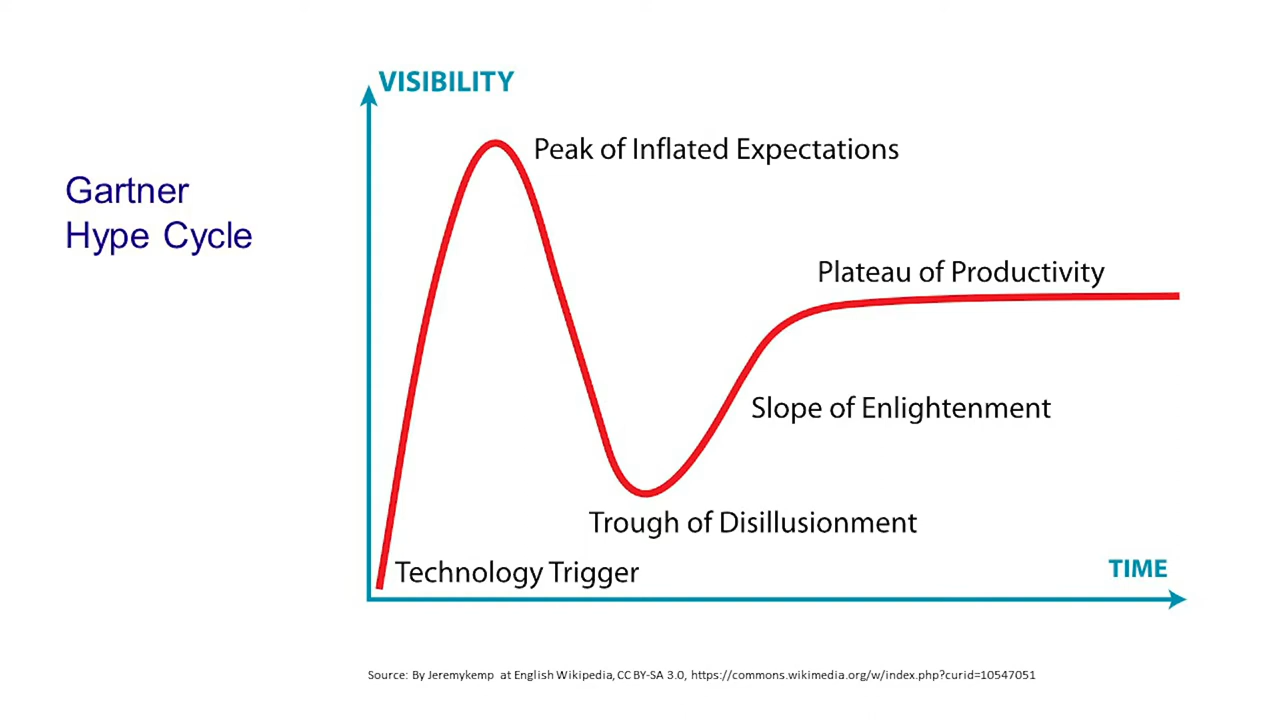 VISIBILITY
Peak of Inflated Expectations
Gartner
Hype Cycle
Plateau of Productivity
Slope of Enlightenment
Trough of Disillusionment
Technology Trigger
TIME
Source: By Jeremykemp at English Wikipedia, CC BY-SA 3.0, https://commons.wikimedia.org/w/index.php?curid=10547051